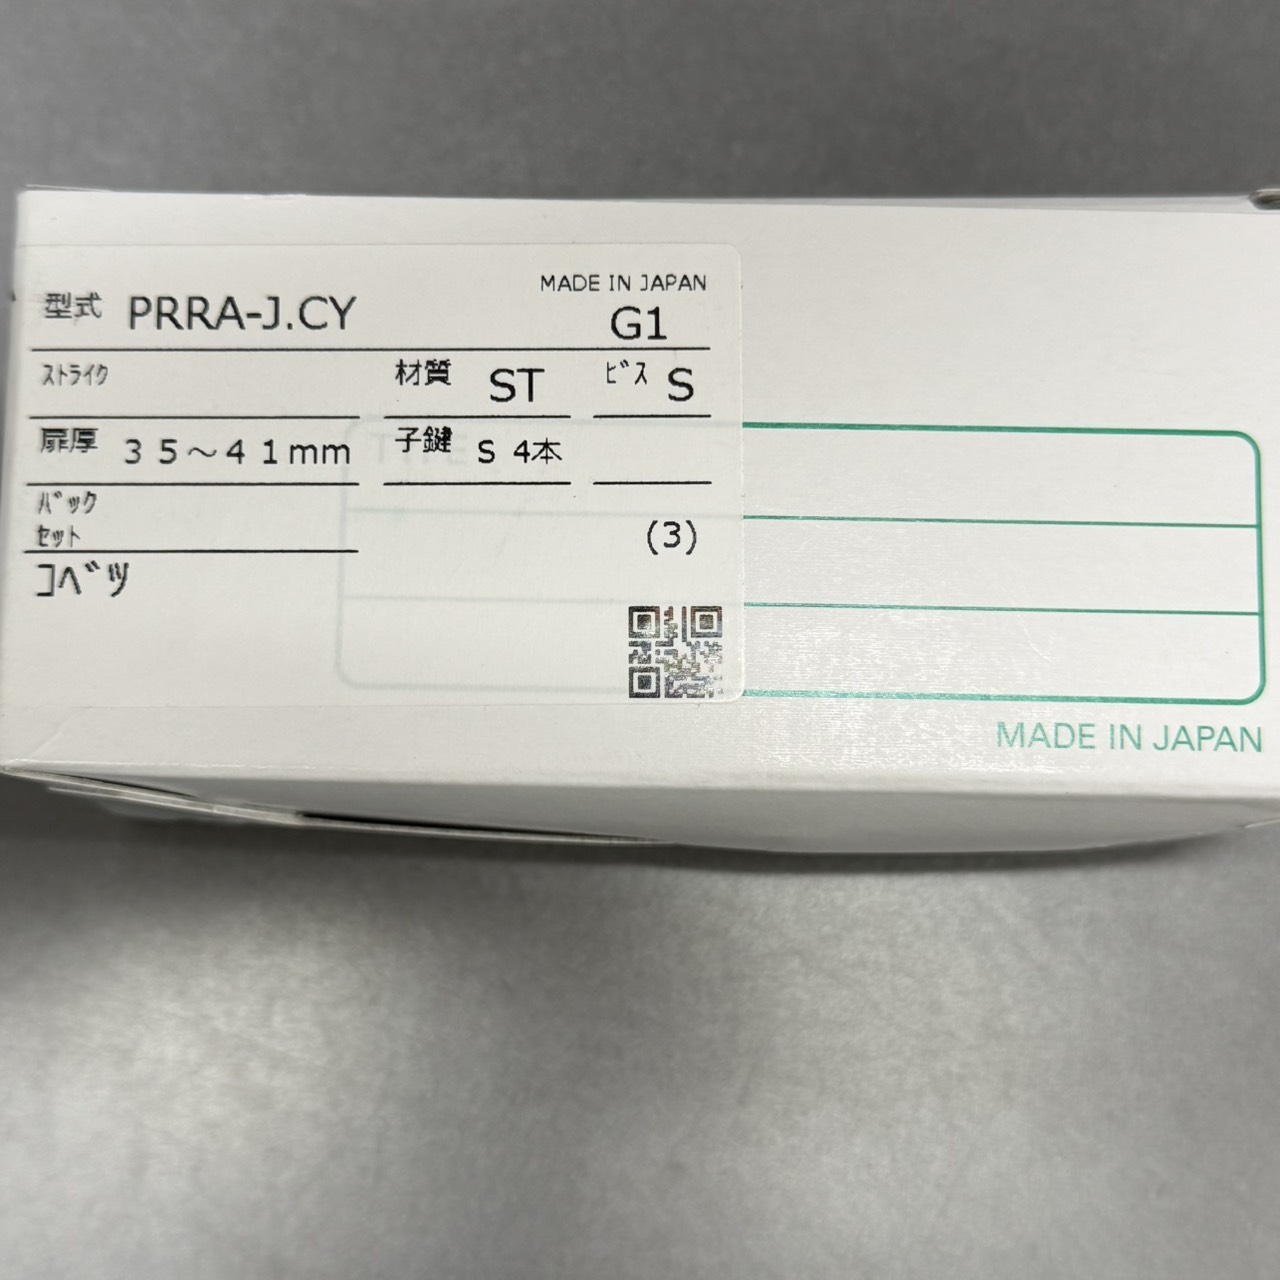 MADE IN JAPAN
型式 PRRA-J.CY G1
ｽﾄﾗｲｸ 材質 ST ﾋﾞｽ S
扉厚 ３５～４１mm 子鍵 S 4本
ﾊﾞｯｸ
ｾｯﾄ (3)
コベツ
MADE IN JAPAN